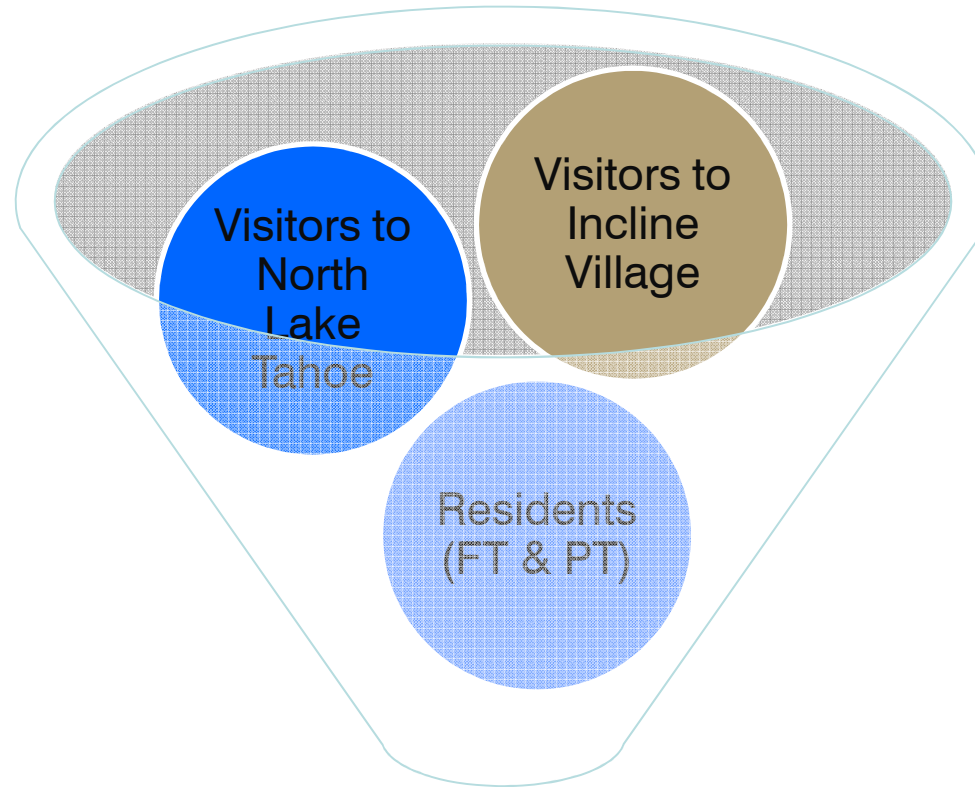 Visitors to
North
Lake
Tahoe
Visitors to
Incline
Village
Residents
(FT & PT)